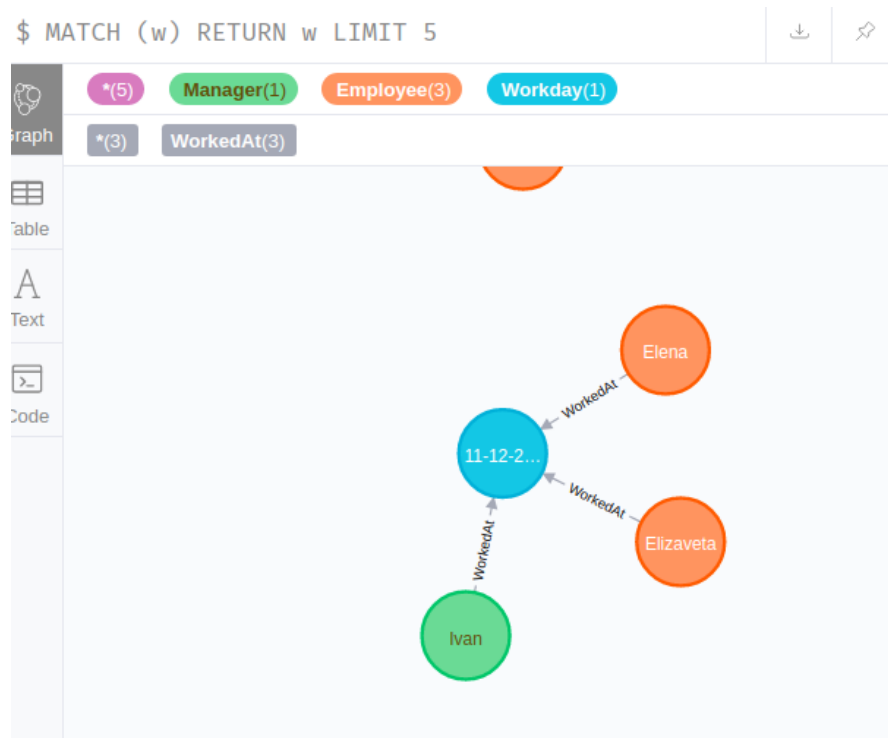 $ MATCH (w) RETURN w LIMIT 5
*(5) Manager(1) Employee(3) Workday(1)
*(3) WorkedAt(3)
raph
Table
Text
Code
Elena
WorkedAt
11-12-2...
WorkedAt
Elizaveta
WorkedAt
Ivan